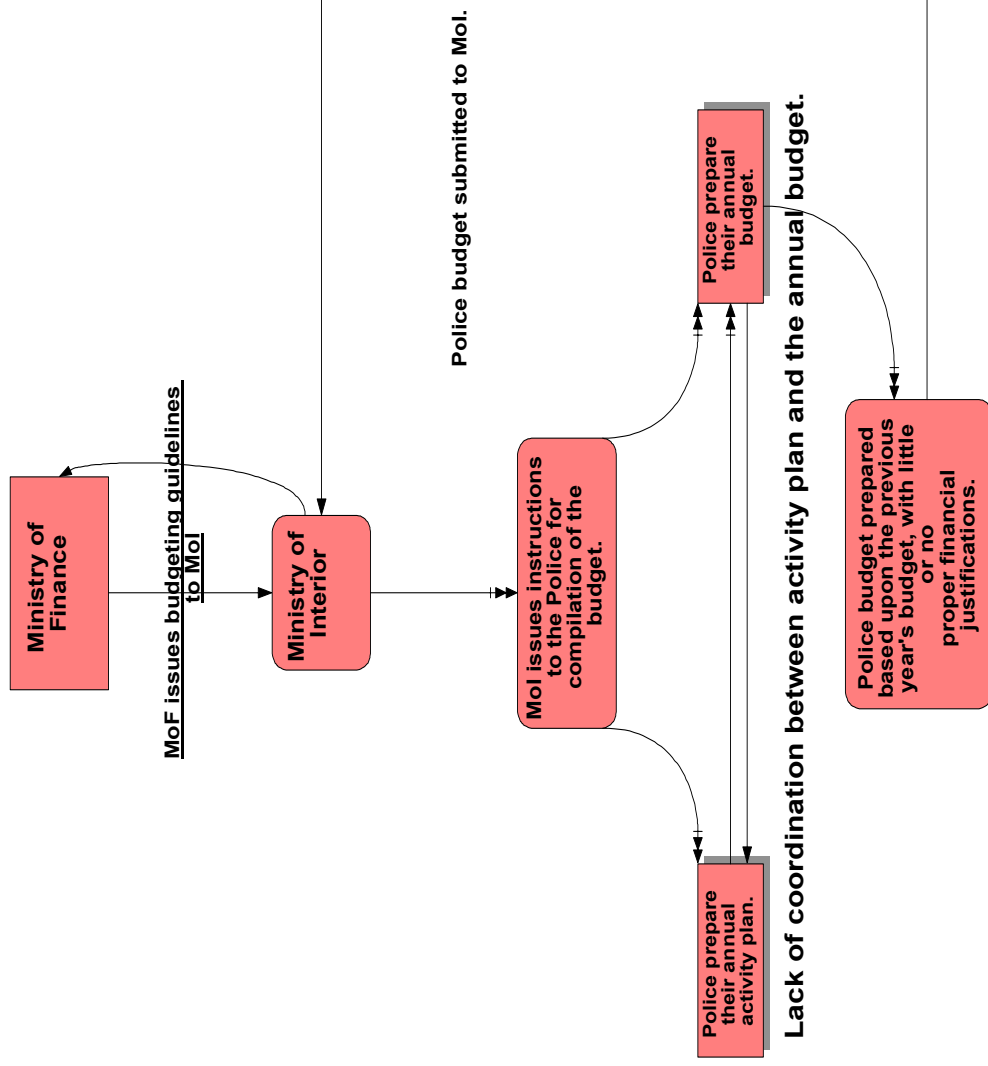 Ministry of
Finance
MoF issues budgeting guidelines
to MoI
Ministry of
Interior
Police budget submitted to MoI.
MoI issues instructions
to the Police for
compilation of the
budget.
Police prepare
their annual
activity plan.
Police prepare
their annual
budget.
Lack of coordination between activity plan and the annual budget.
Police budget prepared
based upon the previous
year's budget, with little
or no
proper financial
justifications.